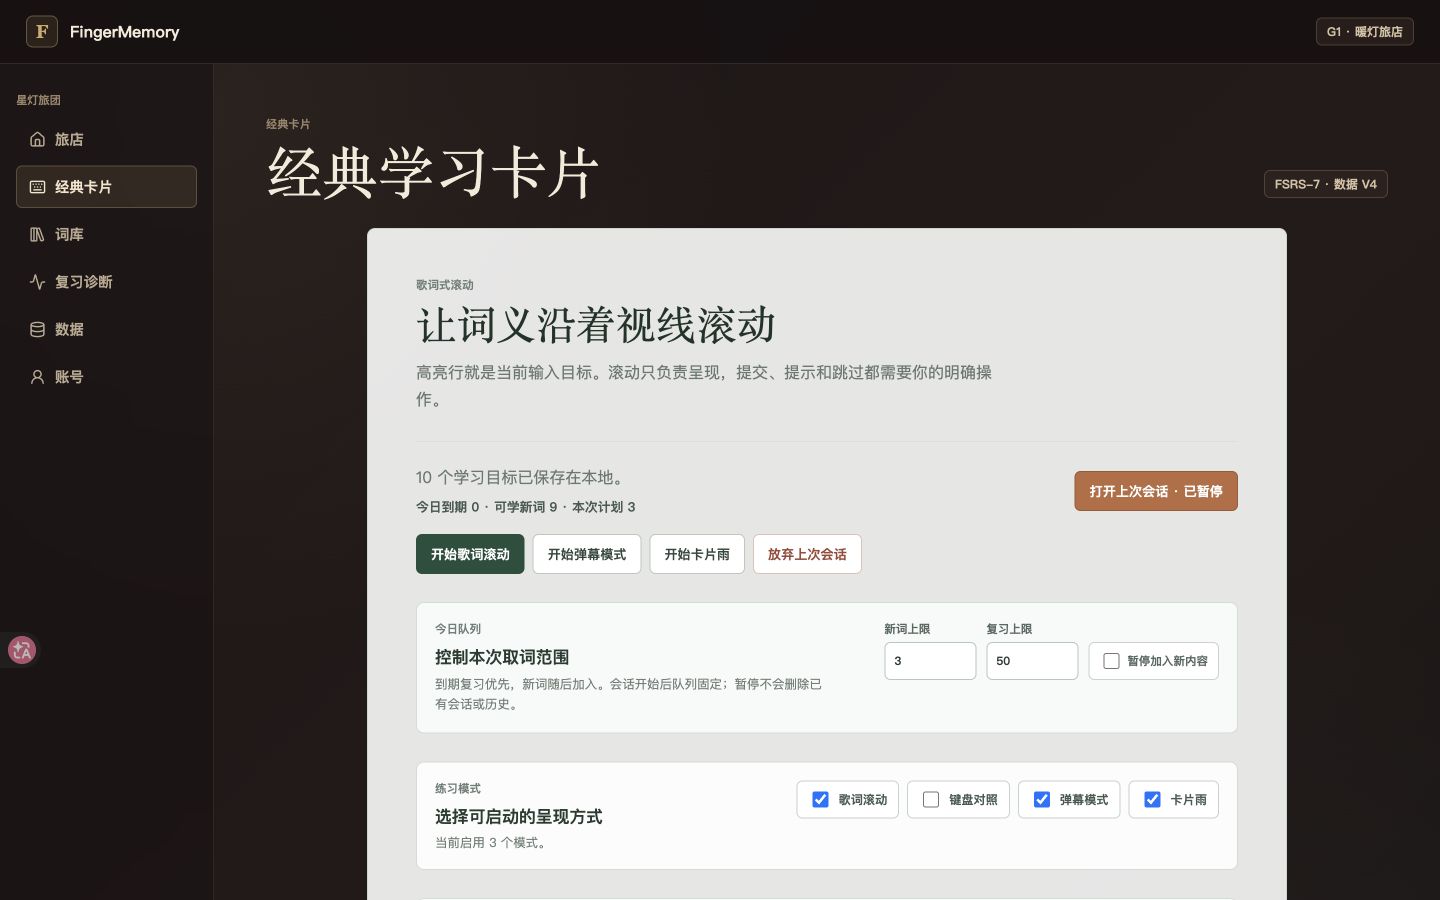 F FingerMemory
G1 · 暖灯旅店
星灯旅团
旅店
经典卡片
词库
复习诊断
数据
账号
经典卡片
经典学习卡片
FSRS-7 · 数据 V4
歌词式滚动
让词义沿着视线滚动
高亮行就是当前输入目标。滚动只负责呈现，提交、提示和跳过都需要你的明确操
作。
10 个学习目标已保存在本地。
今日到期 0 · 可学新词 9 · 本次计划 3
打开上次会话 · 已暂停
开始歌词滚动
开始弹幕模式
开始卡片雨
放弃上次会话
今日队列
控制本次取词范围
到期复习优先，新词随后加入。会话开始后队列固定；暂停不会删除已
有会话或历史。
新词上限
3
复习上限
50
暂停加入新内容
练习模式
选择可启动的呈现方式
当前启用 3 个模式。
歌词滚动
键盘对照
弹幕模式
卡片雨